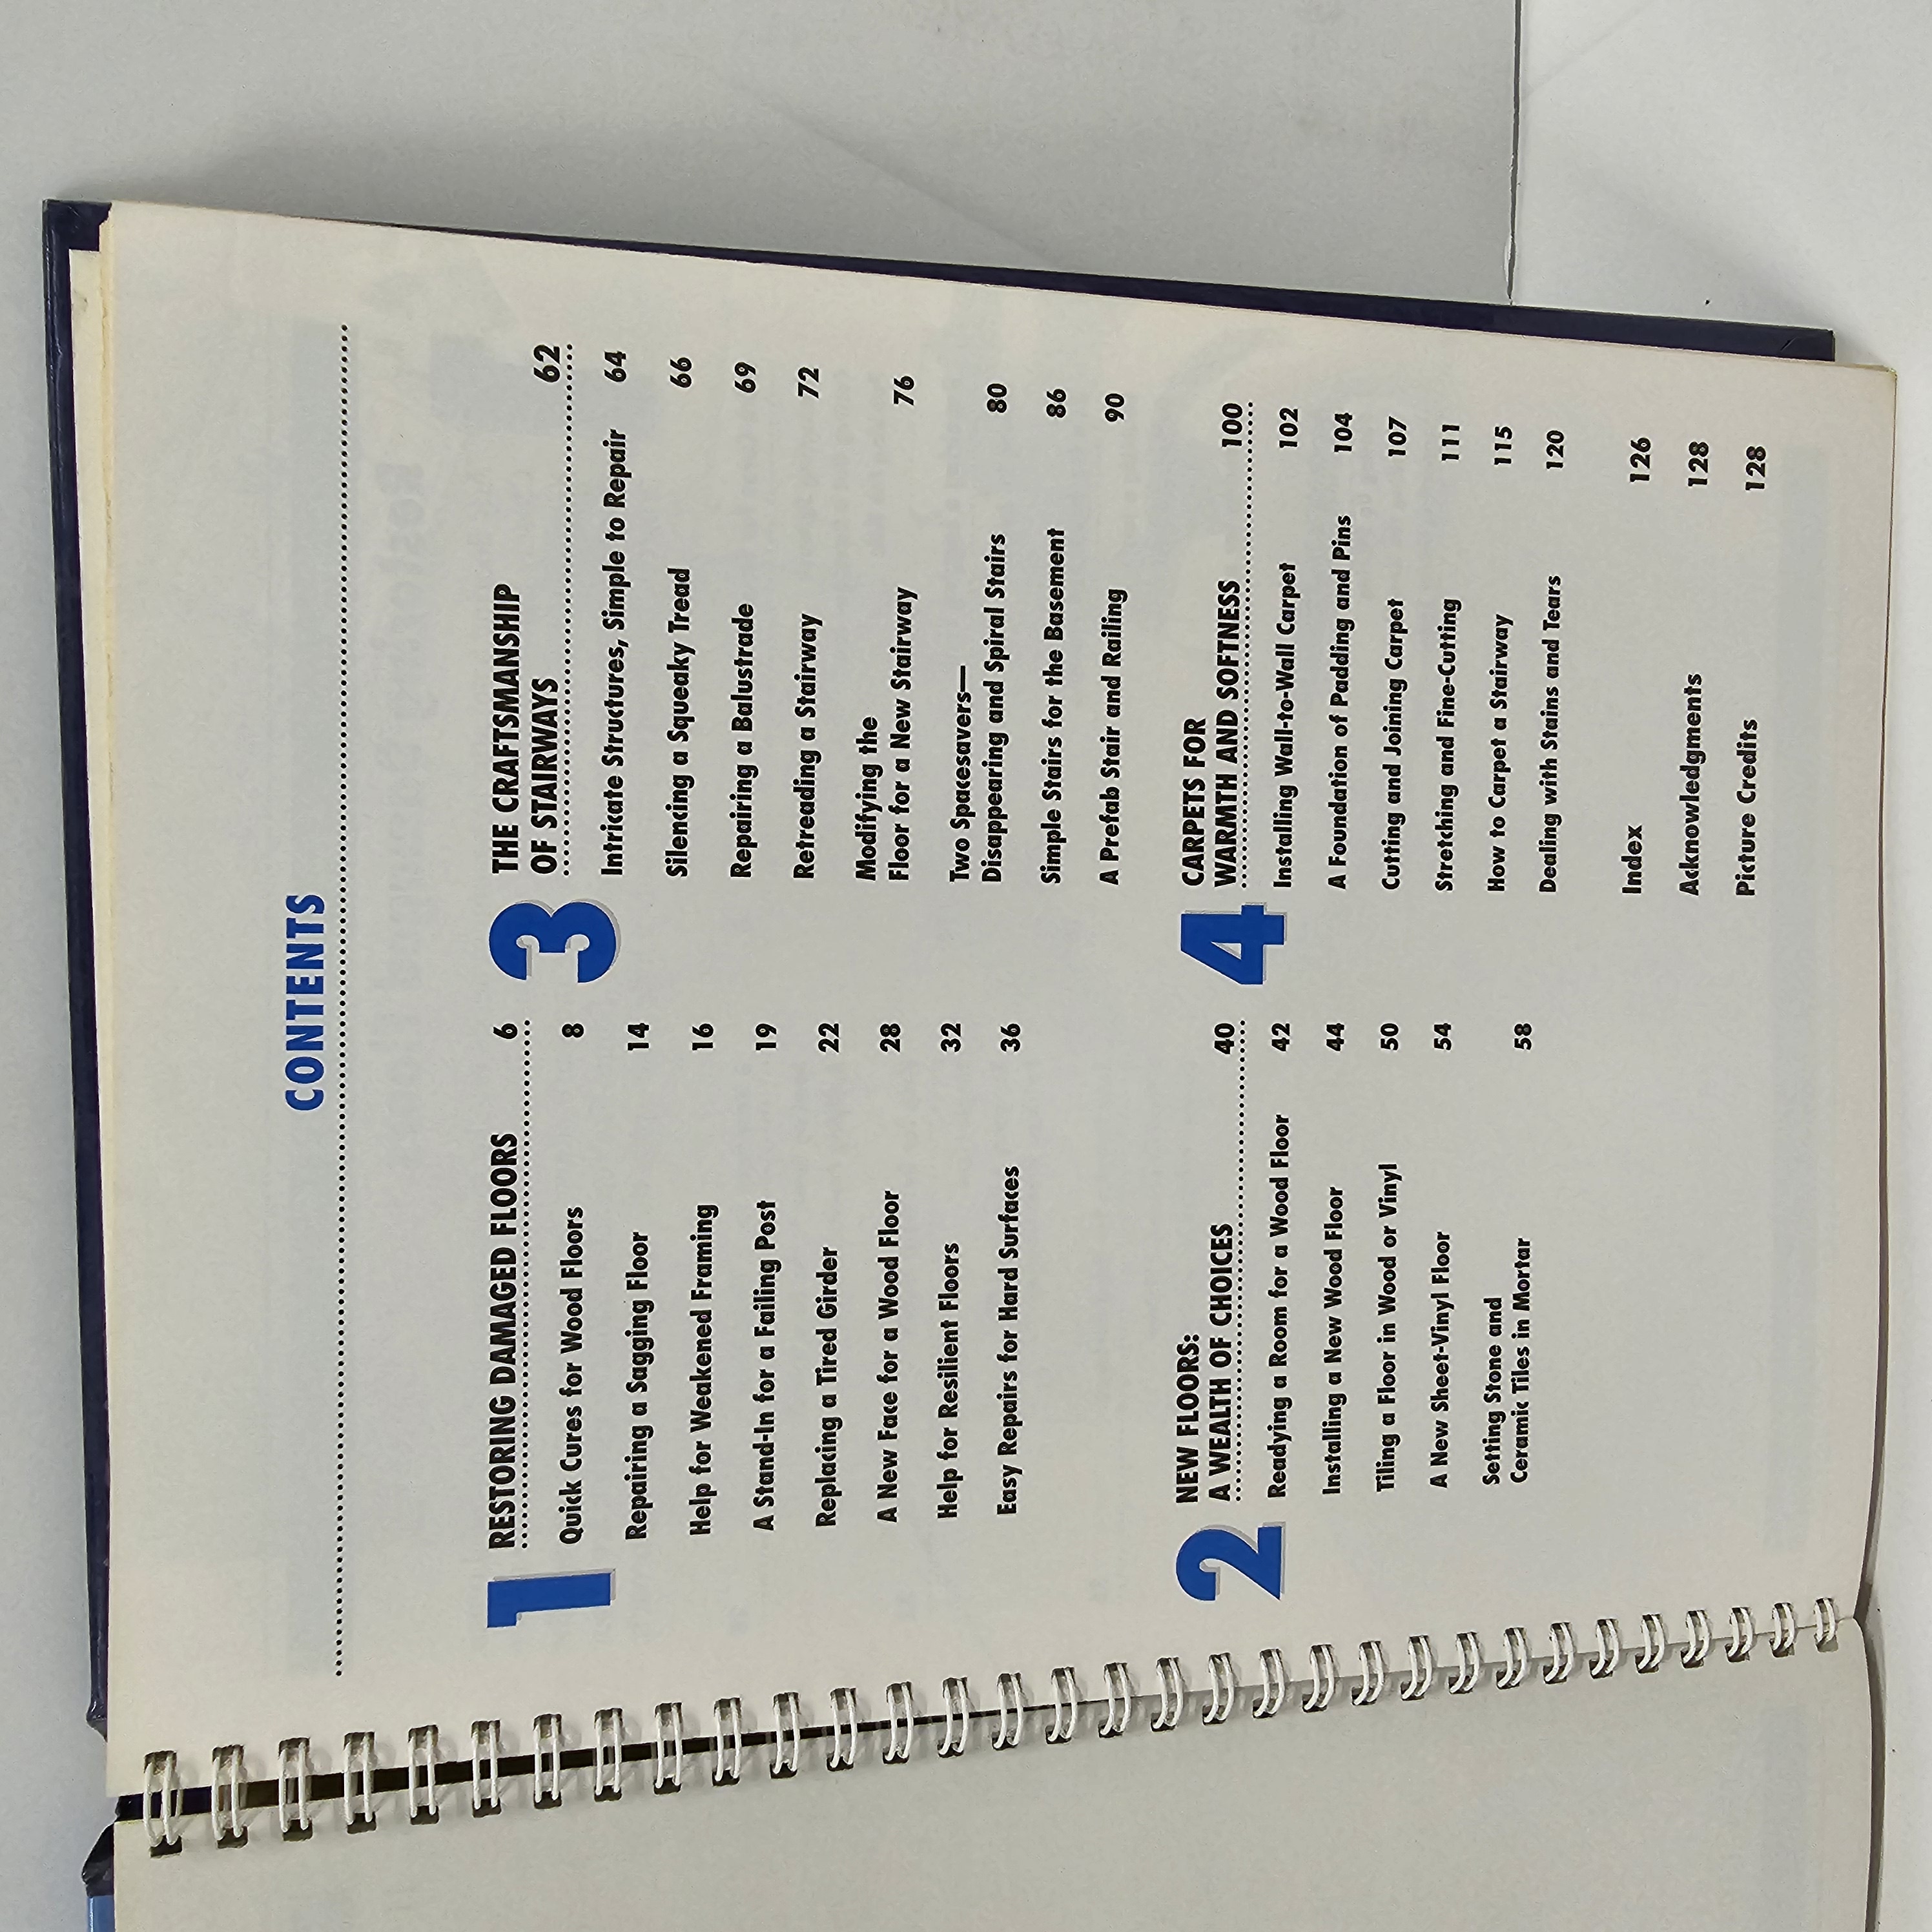 CONTENTS
1
RESTORING DAMAGED FLOORS 6
Quick Cures for Wood Floors 8
Repairing a Sagging Floor 14
Help for Weakened Framing 16
A Stand-In for a Failing Post 19
Replacing a Tired Girder 22
A New Face for a Wood Floor 28
Help for Resilient Floors 32
Easy Repairs for Hard Surfaces 36
2
NEW FLOORS:
A WEALTH OF CHOICES 40
Readying a Room for a Wood Floor 42
Installing a New Wood Floor 44
Tiling a Floor in Wood or Vinyl 50
A New Sheet-Vinyl Floor 54
Setting Stone and
Ceramic Tiles in Mortar 58
3
THE CRAFTSMANSHIP
OF STAIRWAYS 62
Intricate Structures, Simple to Repair 64
Silencing a Squeaky Tread 66
Repairing a Balustrade 69
Retreading a Stairway 72
Modifying the
Floor for a New Stairway 76
Two Spacesavers—
Disappearing and Spiral Stairs 80
Simple Stairs for the Basement 86
A Prefab Stair and Railing 90
4
CARPETS FOR
WARMTH AND SOFTNESS 100
Installing Wall-to-Wall Carpet 102
A Foundation of Padding and Pins 104
Cutting and Joining Carpet 107
Stretching and Fine-Cutting 111
How to Carpet a Stairway 115
Dealing with Stains and Tears 120
Index 126
Acknowledgments 128
Picture Credits 128